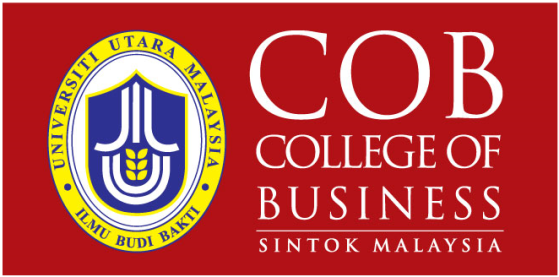 UNIVERSITI UTARA MALAYSIA
ILMU BUDI BAKTI
COB
COLLEGE OF
BUSINESS
SINTOK MALAYSIA